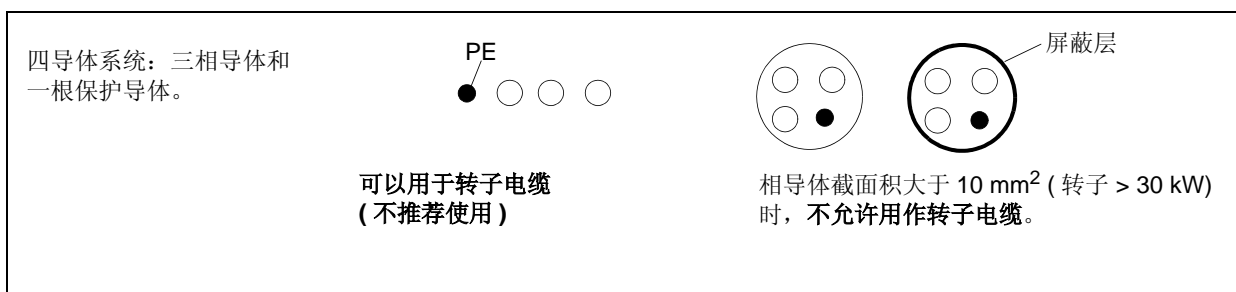 四导体系统：三相导体和
一根保护导体。
PE
屏蔽层
可以用于转子电缆
( 不推荐使用 )
相导体截面积大于 10 mm² ( 转子 > 30 kW)
时，不允许用作转子电缆。